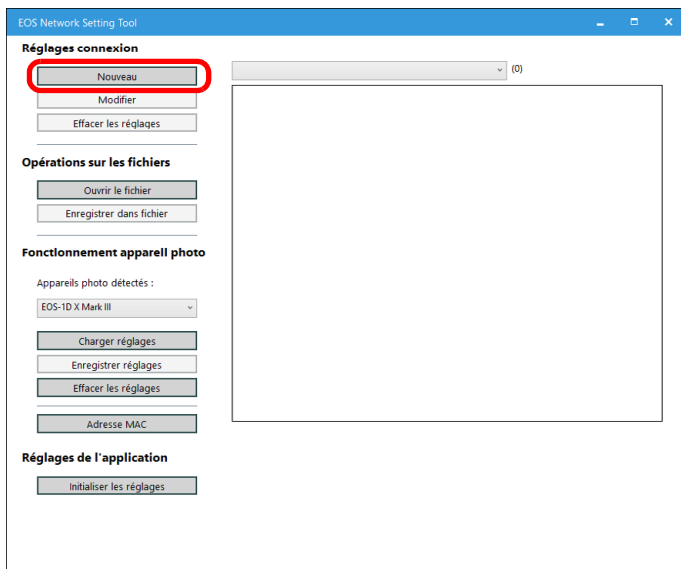 EOS Network Setting Tool
Réglages connexion
Nouveau
(0)
Modifier
Effacer les réglages
Opérations sur les fichiers
Ouvrir le fichier
Enregistrer dans fichier
Fonctionnement appareil photo
Appareils photo détectés :
EOS-1D X Mark III
Charger réglages
Enregistrer réglages
Effacer les réglages
Adresse MAC
Réglages de l'application
Initialiser les réglages